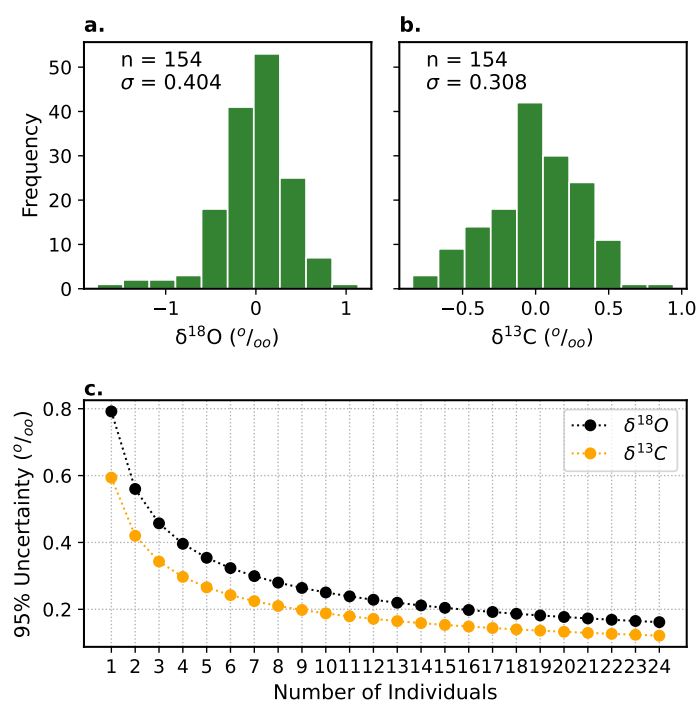 a.
n = 154
σ = 0.404
Frequency
50
40
30
20
10
0
−1
0
1
δ¹⁸O (º/ₒₒ)
b.
n = 154
σ = 0.308
−0.5
0.0
0.5
1.0
δ¹³C (º/ₒₒ)
c.
95% Uncertainty (º/ₒₒ)
0.8
0.6
0.4
0.2
δ¹⁸O
δ¹³C
1 2 3 4 5 6 7 8 9 10 11 12 13 14 15 16 17 18 19 20 21 22 23 24
Number of Individuals